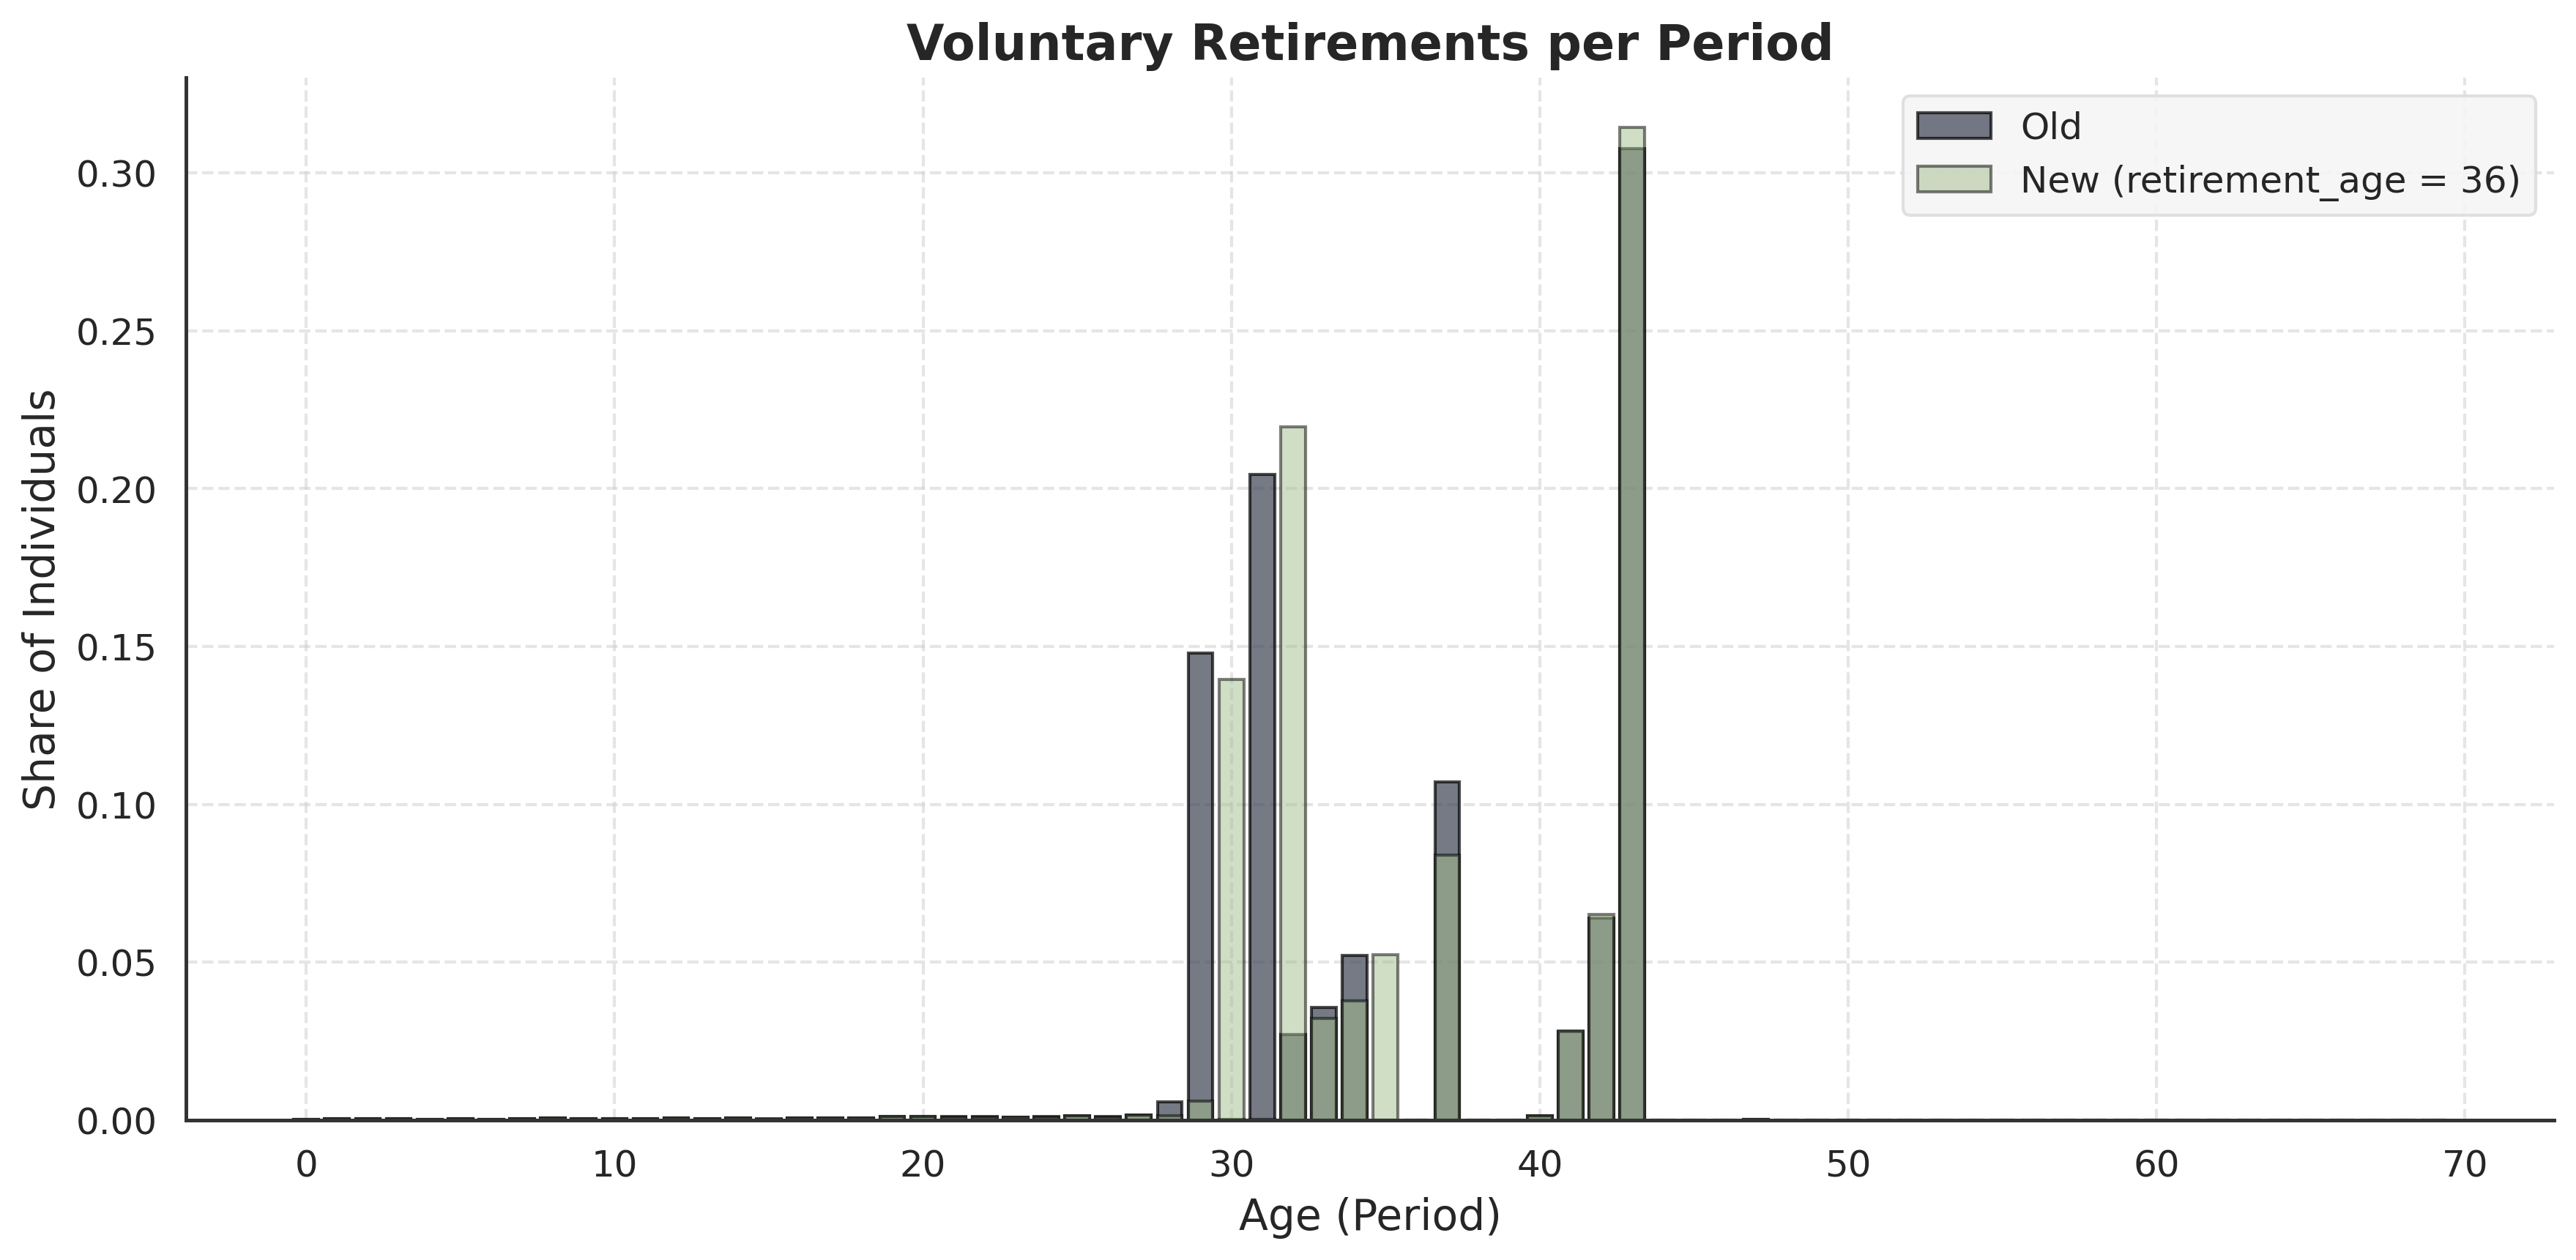 Voluntary Retirements per Period
Old
New (retirement_age = 36)
Share of Individuals
0.30
0.25
0.20
0.15
0.10
0.05
0.00
0 10 20 30 40 50 60 70
Age (Period)